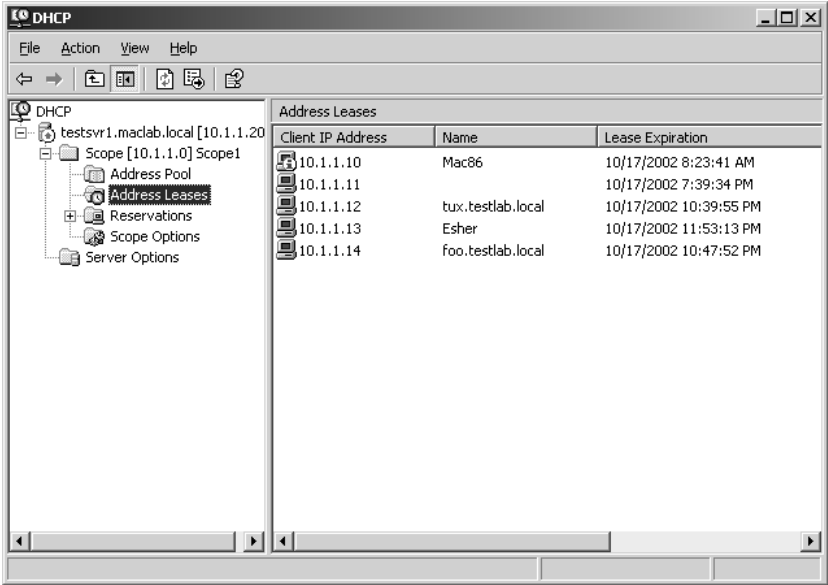 DHCP
File Action View Help
DHCP
testsvr1.maclab.local [10.1.1.20
Scope [10.1.1.0] Scope1
Address Pool
Address Leases
Reservations
Scope Options
Server Options
Address Leases
Client IP Address Name Lease Expiration
10.1.1.10 Mac86 10/17/2002 8:23:41 AM
10.1.1.11 10/17/2002 7:39:34 PM
10.1.1.12 tux.testlab.local 10/17/2002 10:39:55 PM
10.1.1.13 Esher 10/17/2002 11:53:13 PM
10.1.1.14 foo.testlab.local 10/17/2002 10:47:52 PM